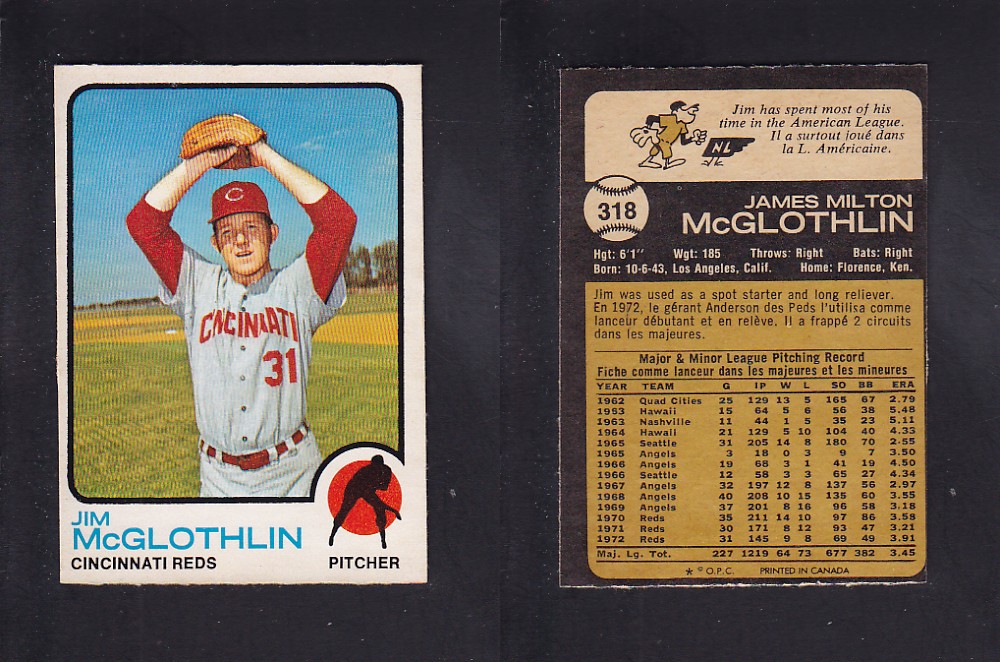 C
CINCINNATI
31
JIM
McGLOTHLIN
CINCINNATI REDS
PITCHER
Jim has spent most of his
time in the American League.
Il a surtout joué dans
la L. Américaine.
NL
318
JAMES MILTON
McGLOTHLIN
Hgt: 6'1" Wgt: 185 Throws: Right Bats: Right
Born: 10-6-43, Los Angeles, Calif. Home: Florence, Ken.
Jim was used as a spot starter and long reliever.
En 1972, le gérant Anderson des Peds l'utilisa comme
lanceur débutant et en relève. Il a frappé 2 circuits
dans les majeures.
Major & Minor League Pitching Record
Fiche comme lanceur dans les majeures et les mineures
YEAR TEAM G IP W L SO BB ERA
1962 Quad Cities 25 129 13 5 165 67 2.79
1953 Hawaii 15 64 5 6 56 38 5.48
1963 Nashville 11 44 1 5 35 23 5.11
1964 Hawaii 21 129 5 10 104 40 4.33
1965 Seattle 31 205 14 8 180 70 2.55
1965 Angels 3 18 0 3 9 7 3.50
1966 Angels 19 68 3 1 41 19 4.50
1966 Seattle 12 58 3 3 65 27 4.34
1967 Angels 32 197 12 8 137 56 2.97
1968 Angels 40 208 10 15 135 60 3.55
1969 Angels 37 201 8 16 96 58 3.18
1970 Reds 35 211 14 10 97 86 3.58
1971 Reds 30 171 8 12 93 47 3.21
1972 Reds 31 145 9 8 69 49 3.91
Maj. Lg. Tot. 227 1219 64 73 677 382 3.45
* © O.P.C. PRINTED IN CANADA